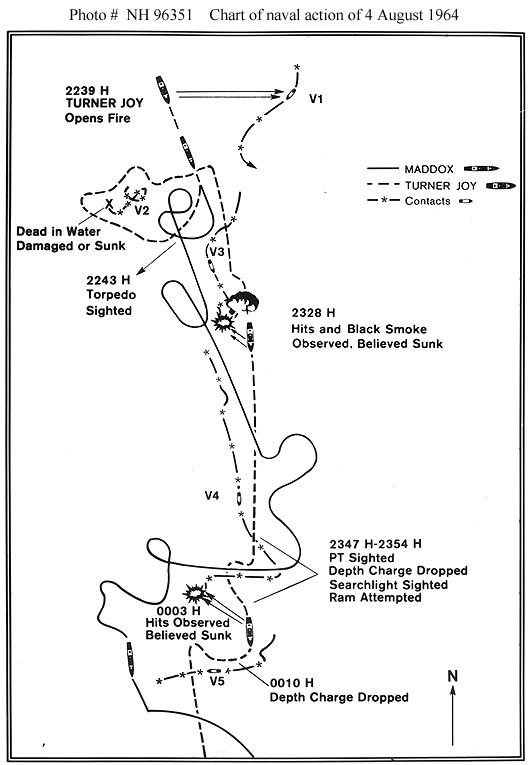 Photo # NH 96351 Chart of naval action of 4 August 1964
2239 H
TURNER JOY
Opens Fire
V1
MADDOX
TURNER JOY
Contacts
X
V2
Dead in Water
Damaged or Sunk
V3
2243 H
Torpedo
Sighted
2328 H
Hits and Black Smoke
Observed, Believed Sunk
V4
2347 H-2354 H
PT Sighted
Depth Charge Dropped
Searchlight Sighted
Ram Attempted
0003 H
Hits Observed
Believed Sunk
N
V5
0010 H
Depth Charge Dropped